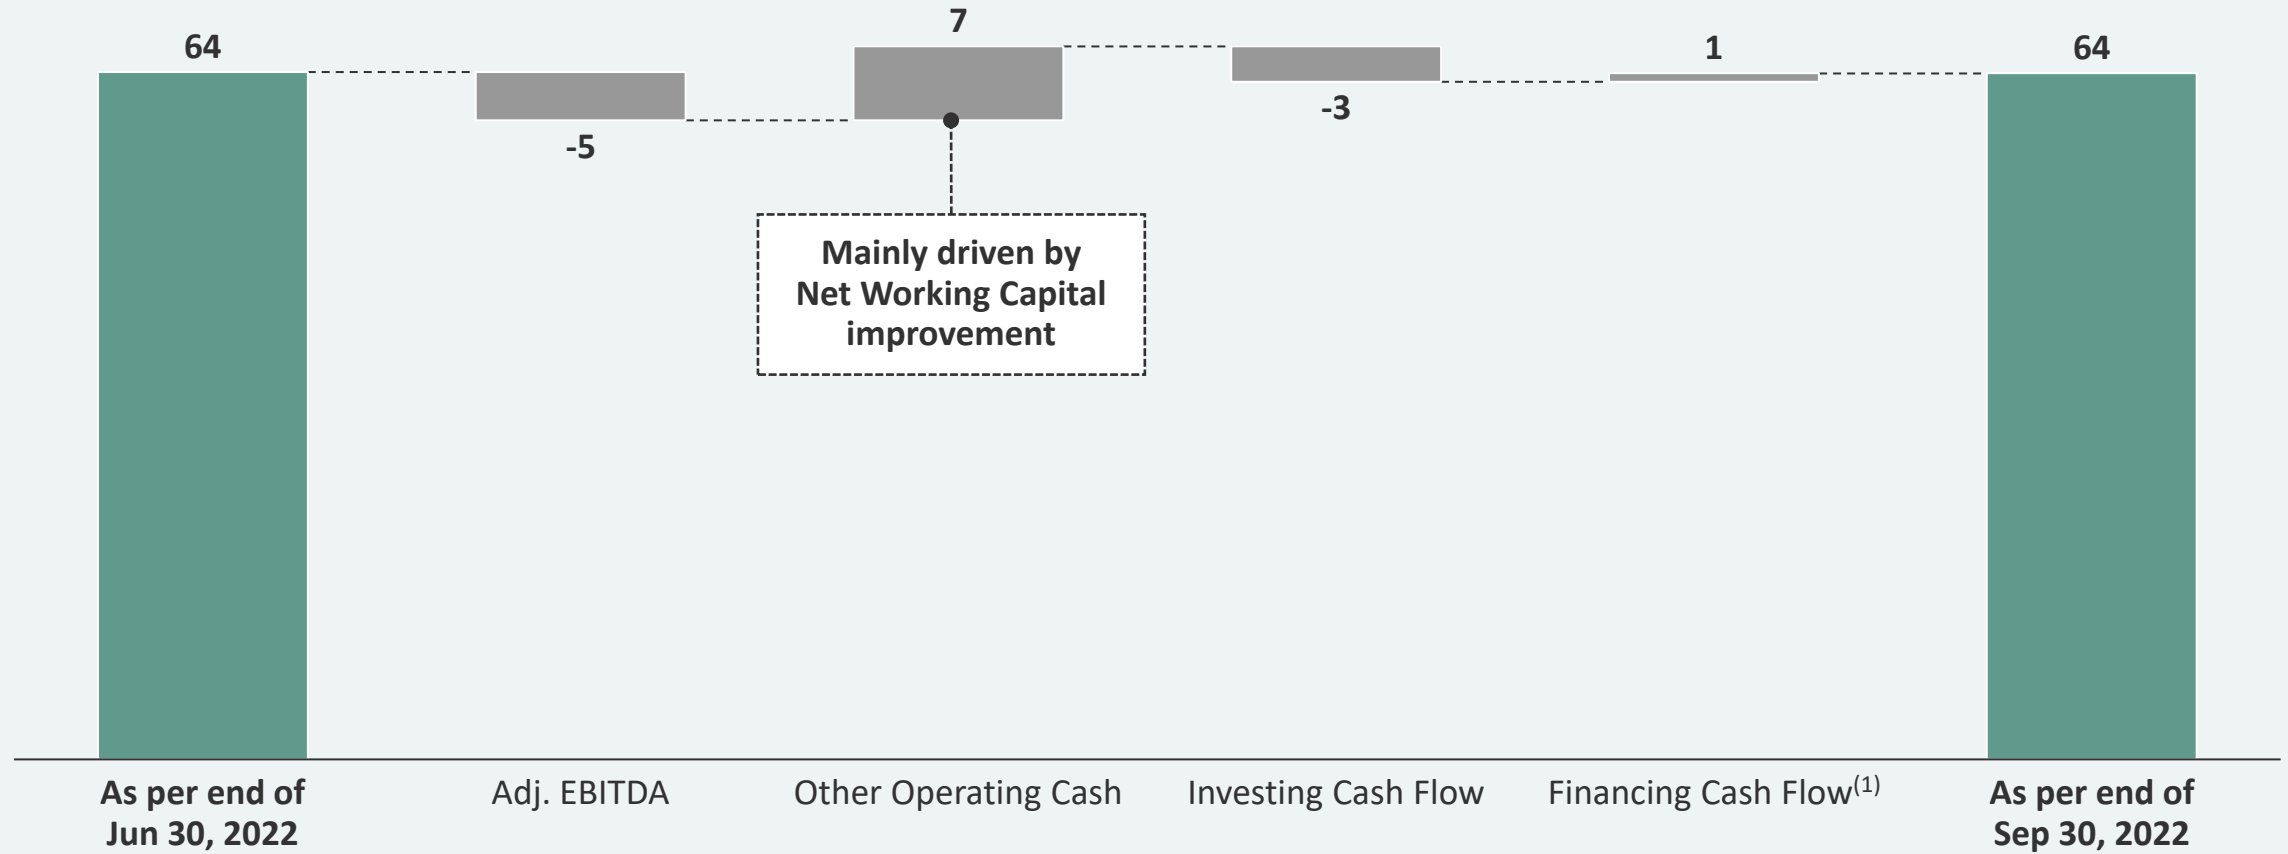 64
-5
7
-3
1
64
Mainly driven by
Net Working Capital
improvement
As per end of
Jun 30, 2022
Adj. EBITDA
Other Operating Cash
Investing Cash Flow
Financing Cash Flow(1)
As per end of
Sep 30, 2022